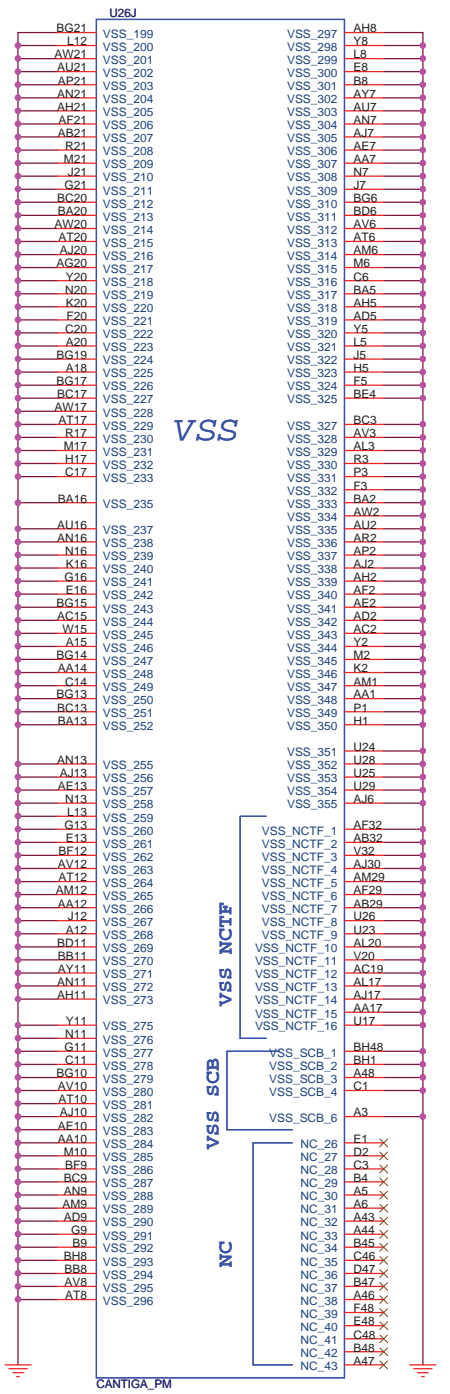 U26J
BG21 VSS_199
L12 VSS_200
AW21 VSS_201
AU21 VSS_202
AP21 VSS_203
AN21 VSS_204
AH21 VSS_205
AF21 VSS_206
AB21 VSS_207
R21 VSS_208
M21 VSS_209
J21 VSS_210
G21 VSS_211
BC20 VSS_212
BA20 VSS_213
AW20 VSS_214
AT20 VSS_215
AJ20 VSS_216
AG20 VSS_217
Y20 VSS_218
N20 VSS_219
K20 VSS_220
F20 VSS_221
C20 VSS_222
A20 VSS_223
BG19 VSS_224
A18 VSS_225
BG17 VSS_226
BC17 VSS_227
AW17 VSS_228
AT17 VSS_229
R17 VSS_230
M17 VSS_231
H17 VSS_232
C17 VSS_233
BA16 VSS_235
AU16 VSS_237
AN16 VSS_238
N16 VSS_239
K16 VSS_240
G16 VSS_241
E16 VSS_242
BG15 VSS_243
AC15 VSS_244
W15 VSS_245
A15 VSS_246
BG14 VSS_247
AA14 VSS_248
C14 VSS_249
BG13 VSS_250
BC13 VSS_251
BA13 VSS_252
AN13 VSS_255
AJ13 VSS_256
AE13 VSS_257
N13 VSS_258
L13 VSS_259
G13 VSS_260
E13 VSS_261
BF12 VSS_262
AV12 VSS_263
AT12 VSS_264
AM12 VSS_265
AA12 VSS_266
J12 VSS_267
A12 VSS_268
BD11 VSS_269
BB11 VSS_270
AY11 VSS_271
AN11 VSS_272
AH11 VSS_273
Y11 VSS_275
N11 VSS_276
G11 VSS_277
C11 VSS_278
BG10 VSS_279
AV10 VSS_280
AT10 VSS_281
AJ10 VSS_282
AE10 VSS_283
AA10 VSS_284
M10 VSS_285
BF9 VSS_286
BC9 VSS_287
AN9 VSS_288
AM9 VSS_289
AD9 VSS_290
G9 VSS_291
B9 VSS_292
BH8 VSS_293
BB8 VSS_294
AV8 VSS_295
AT8 VSS_296
VSS
VSS NCTF
VSS SCB
NC
VSS_297 AH8
VSS_298 Y8
VSS_299 L8
VSS_300 E8
VSS_301 B8
VSS_302 AY7
VSS_303 AU7
VSS_304 AN7
VSS_305 AJ7
VSS_306 AE7
VSS_307 AA7
VSS_308 N7
VSS_309 J7
VSS_310 BG6
VSS_311 BD6
VSS_312 AV6
VSS_313 AT6
VSS_314 AM6
VSS_315 M6
VSS_316 C6
VSS_317 BA5
VSS_318 AH5
VSS_319 AD5
VSS_320 Y5
VSS_321 L5
VSS_322 J5
VSS_323 H5
VSS_324 F5
VSS_325 BE4
VSS_327 BC3
VSS_328 AV3
VSS_329 AL3
VSS_330 R3
VSS_331 P3
VSS_332 F3
VSS_333 BA2
VSS_334 AW2
VSS_335 AU2
VSS_336 AR2
VSS_337 AP2
VSS_338 AJ2
VSS_339 AH2
VSS_340 AF2
VSS_341 AE2
VSS_342 AD2
VSS_343 AC2
VSS_344 Y2
VSS_345 M2
VSS_346 K2
VSS_347 AM1
VSS_348 AA1
VSS_349 P1
VSS_350 H1
VSS_351 U24
VSS_352 U28
VSS_353 U25
VSS_354 U29
VSS_355 AJ6
VSS_NCTF_1 AF32
VSS_NCTF_2 AB32
VSS_NCTF_3 V32
VSS_NCTF_4 AJ30
VSS_NCTF_5 AM29
VSS_NCTF_6 AF29
VSS_NCTF_7 AB29
VSS_NCTF_8 U26
VSS_NCTF_9 U23
VSS_NCTF_10 AL20
VSS_NCTF_11 V20
VSS_NCTF_12 AC19
VSS_NCTF_13 AL17
VSS_NCTF_14 AJ17
VSS_NCTF_15 AA17
VSS_NCTF_16 U17
VSS_SCB_1 BH48
VSS_SCB_2 BH1
VSS_SCB_3 A48
VSS_SCB_4 C1
VSS_SCB_6 A3
NC_26 E1
NC_27 D2
NC_28 C3
NC_29 B4
NC_30 A5
NC_31 A6
NC_32 A43
NC_33 A44
NC_34 B45
NC_35 C46
NC_36 D47
NC_37 B47
NC_38 A46
NC_39 F48
NC_40 E48
NC_41 C48
NC_42 B48
NC_43 A47
CANTIGA_PM